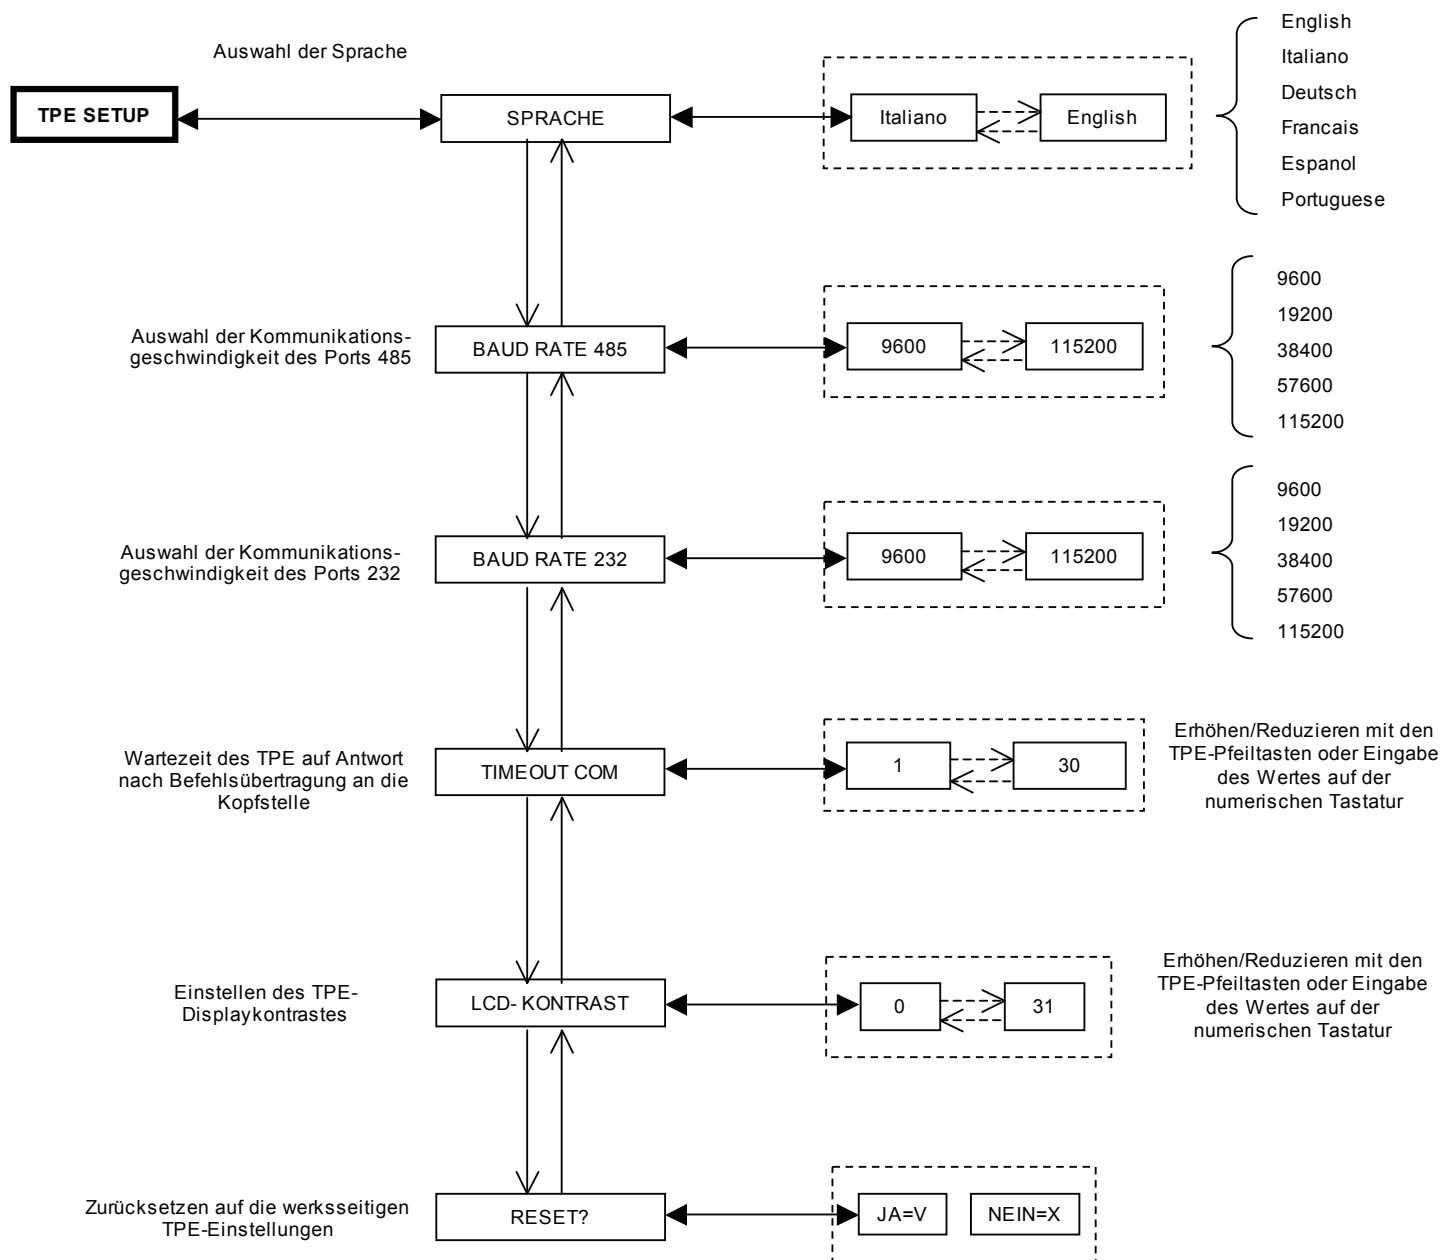 Auswahl der Sprache
TPE SETUP
SPRACHE
Italiano
English
English
Italiano
Deutsch
Francais
Espanol
Portuguese
Auswahl der Kommunikations-
geschwindigkeit des Ports 485
BAUD RATE 485
9600
115200
9600
19200
38400
57600
115200
Auswahl der Kommunikations-
geschwindigkeit des Ports 232
BAUD RATE 232
9600
115200
9600
19200
38400
57600
115200
Wartezeit des TPE auf Antwort
nach Befehlsübertragung an die
Kopfstelle
TIMEOUT COM
1
30
Erhöhen/Reduzieren mit den
TPE-Pfeiltasten oder Eingabe
des Wertes auf der
numerischen Tastatur
Einstellen des TPE-
Displaykontrastes
LCD- KONTRAST
0
31
Erhöhen/Reduzieren mit den
TPE-Pfeiltasten oder Eingabe
des Wertes auf der
numerischen Tastatur
Zurücksetzen auf die werksseitigen
TPE-Einstellungen
RESET?
JA=V
NEIN=X